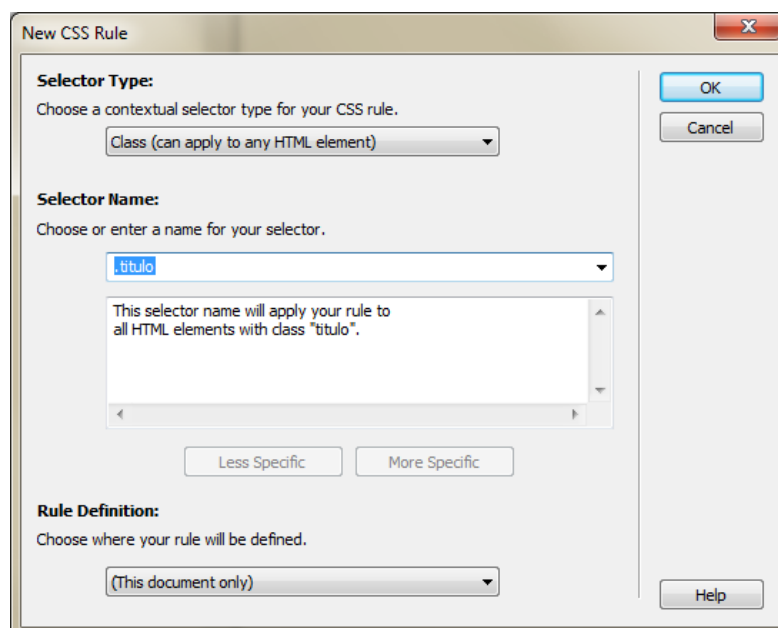 New CSS Rule
Selector Type:
Choose a contextual selector type for your CSS rule.
Class (can apply to any HTML element)
OK
Cancel
Selector Name:
Choose or enter a name for your selector.
.titulo
This selector name will apply your rule to
all HTML elements with class "titulo".
Less Specific
More Specific
Rule Definition:
Choose where your rule will be defined.
(This document only)
Help